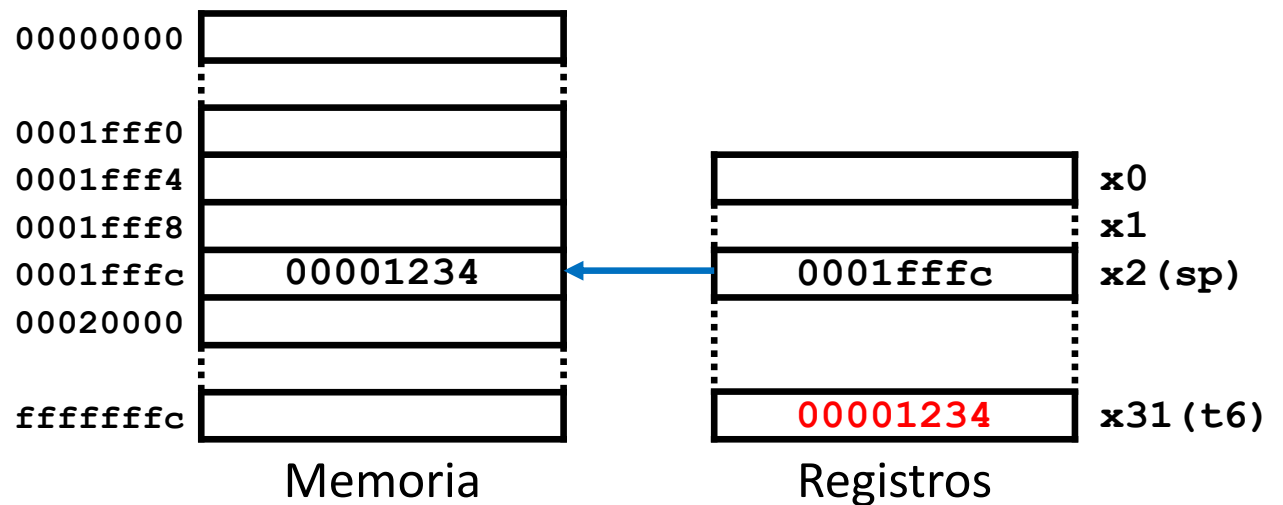 00000000
0001fff0
0001fff4 x0
0001fff8 x1
0001fffc 00001234 0001fffc x2(sp)
00020000
fffffffc 00001234 x31(t6)
Memoria Registros